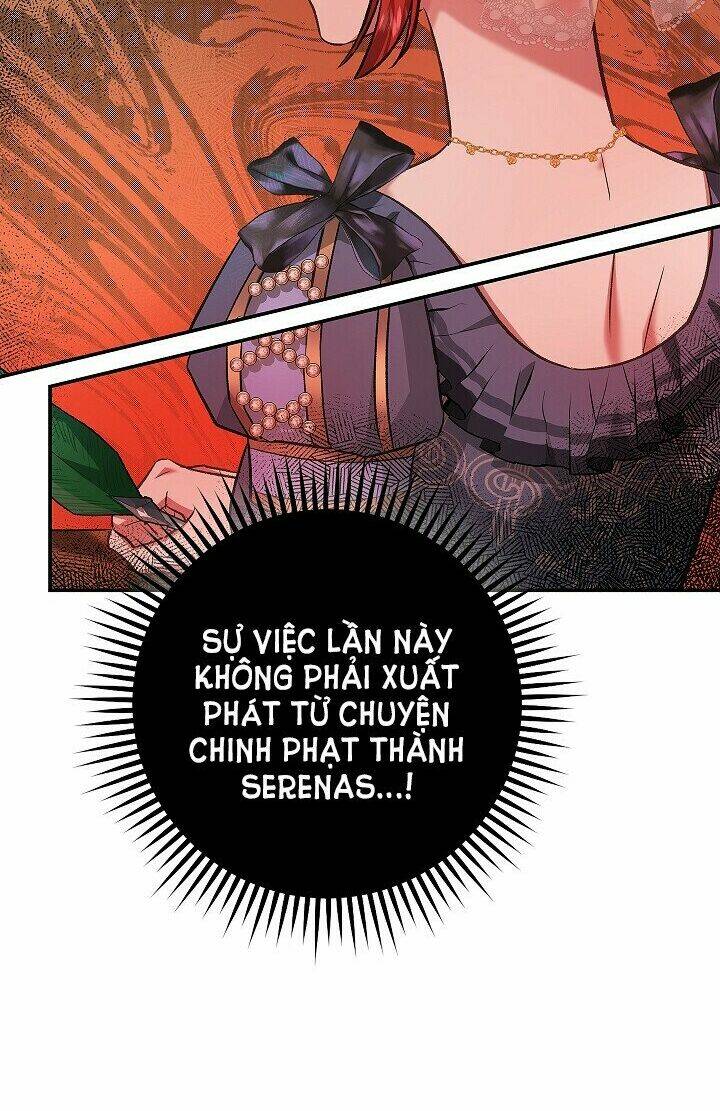 SỰ VIỆC LẦN NÀY
KHÔNG PHẢI XUẤT
PHÁT TỪ CHUYỆN
CHINH PHẠT THÀNH
SERENAS...!